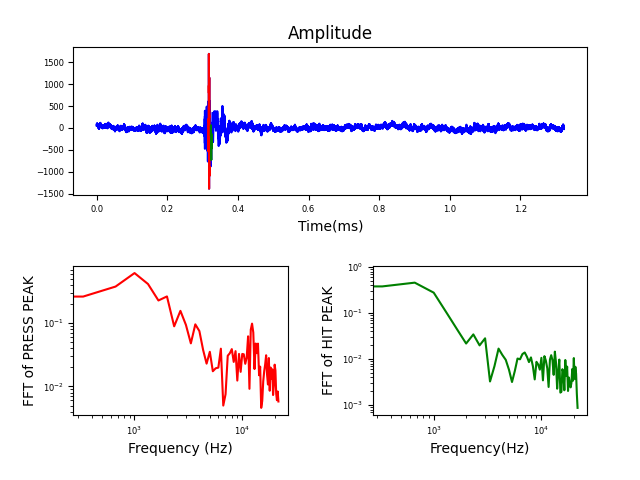 Amplitude
1500
1000
500
0
−500
−1000
−1500
0.0 0.2 0.4 0.6 0.8 1.0 1.2
Time(ms)
FFT of PRESS PEAK
10⁻¹
10⁻²
10³ 10⁴
Frequency (Hz)
FFT of HIT PEAK
10⁰
10⁻¹
10⁻²
10⁻³
10³ 10⁴
Frequency(Hz)